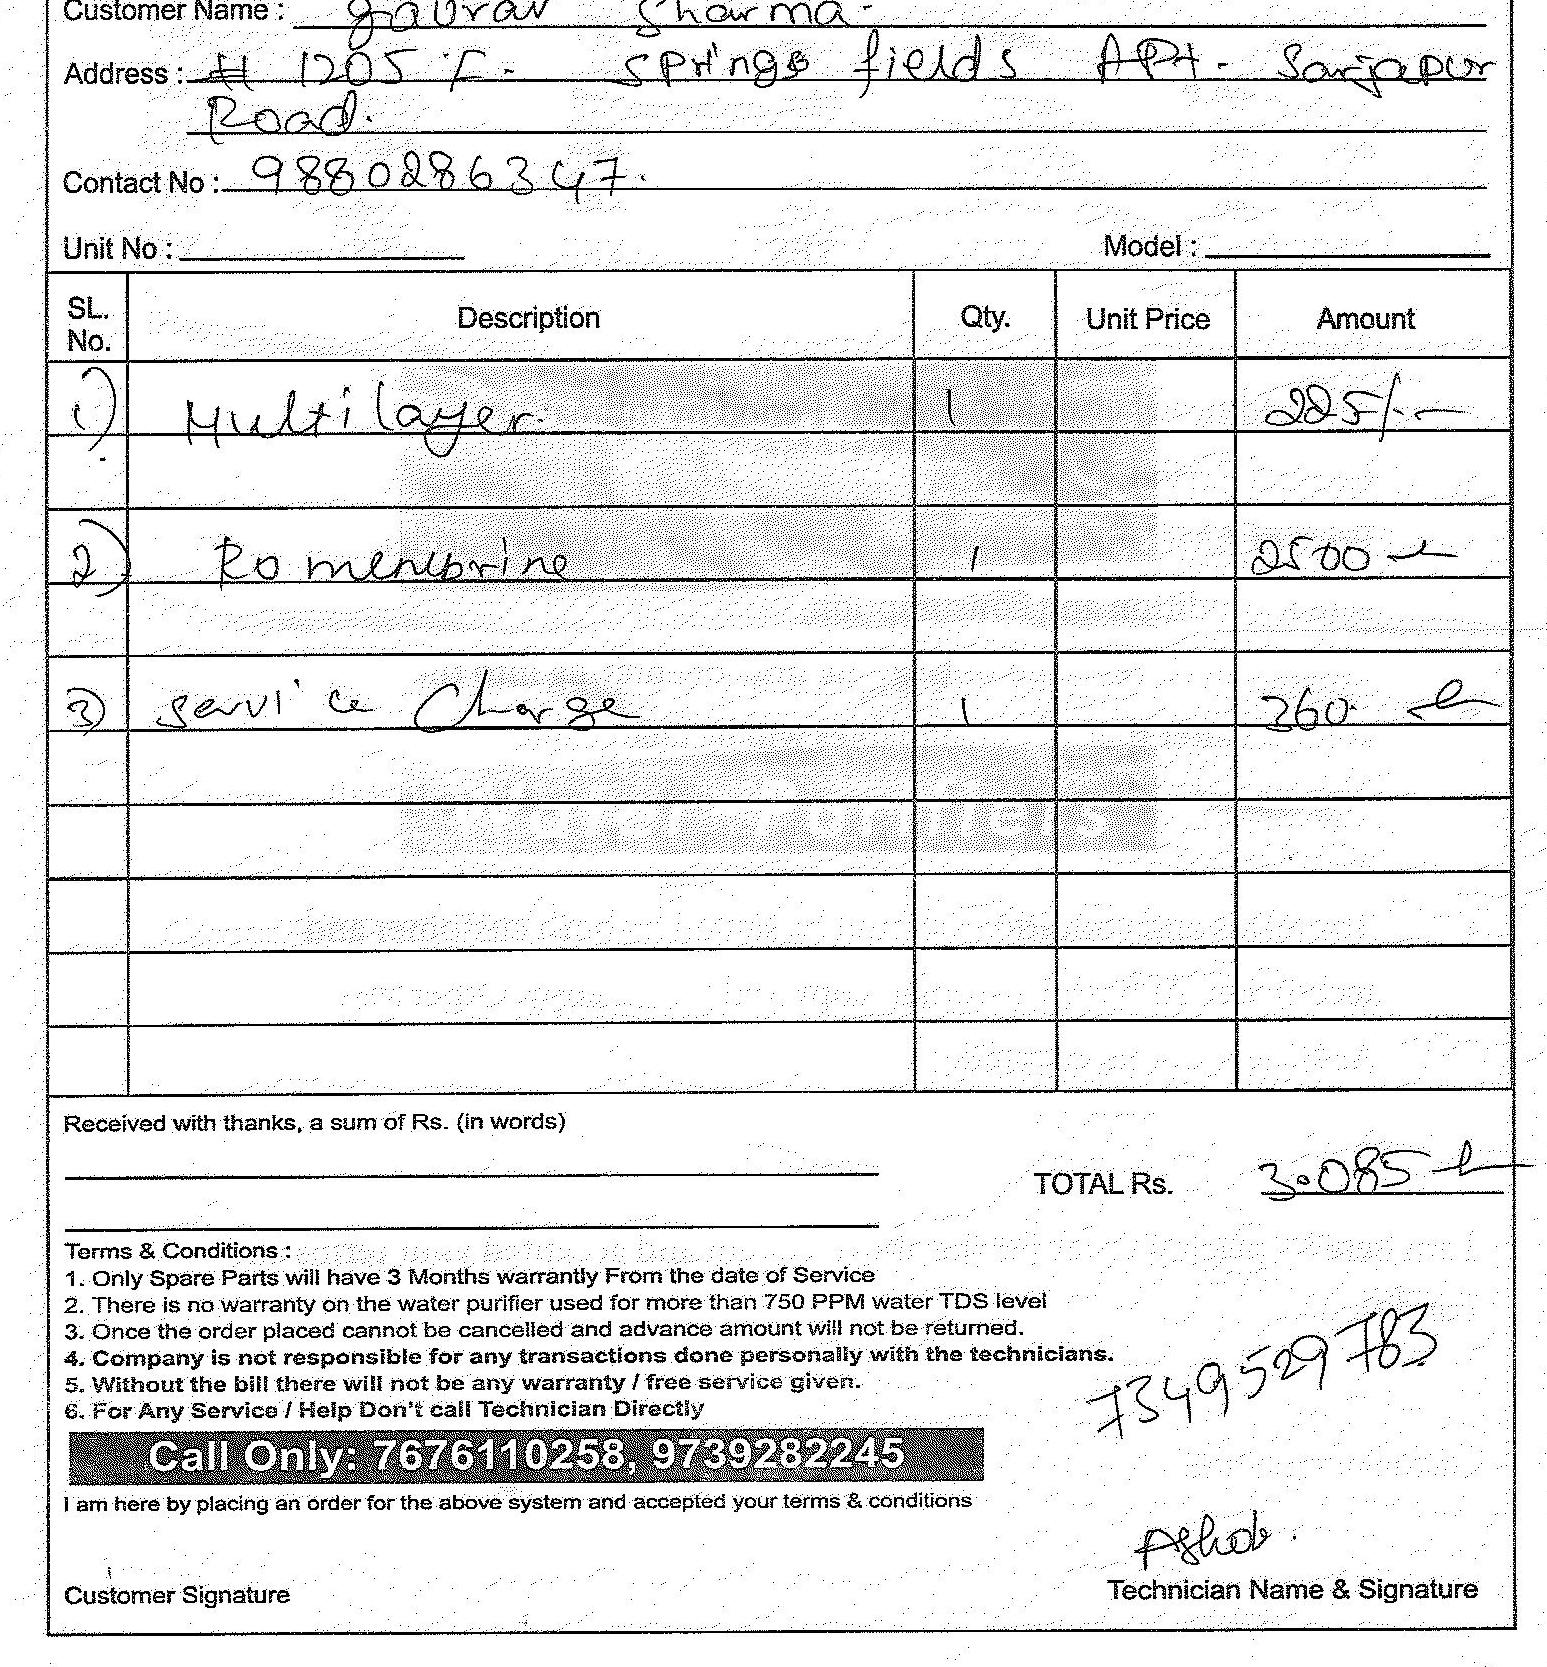 Customer Name : Gaurav Sharma.
Address : # 1205 F. Springs fields APt. Sarjapur
Road.
Contact No : 9880286347.
Unit No :
Model :
SL. No. Description Qty. Unit Price Amount
1) Multilayer. 1 225/-
2) Ro menebrine 1 2500
3) Service Charge 1 360
Received with thanks, a sum of Rs. (in words)
TOTAL Rs. 3.085
Terms & Conditions :
1. Only Spare Parts will have 3 Months warrantly From the date of Service
2. There is no warranty on the water purifier used for more than 750 PPM water TDS level
3. Once the order placed cannot be cancelled and advance amount will not be returned.
4. Company is not responsible for any transactions done personally with the technicians.
5. Without the bill there will not be any warranty / free service given.
6. For Any Service / Help Don't call Technician Directly
7349529783
Call Only: 7676110258, 9739282245
I am here by placing an order for the above system and accepted your terms & conditions
Customer Signature
Technician Name & Signature